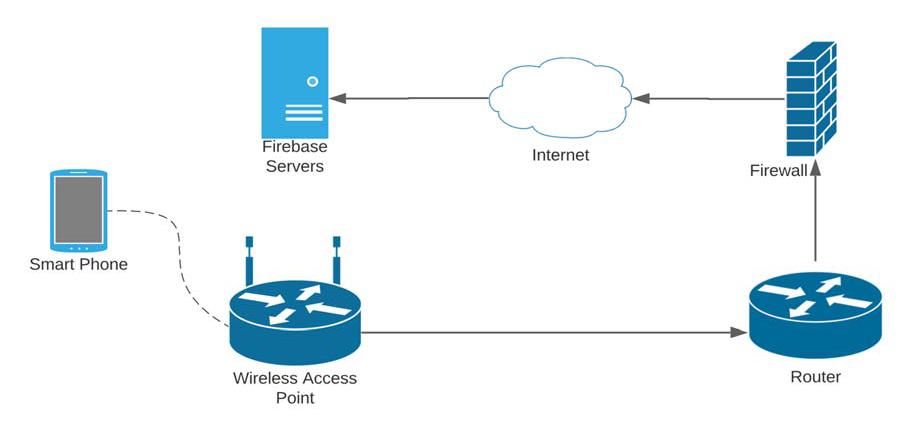 Firebase
Servers
Internet
Firewall
Smart Phone
Wireless Access
Point
Router